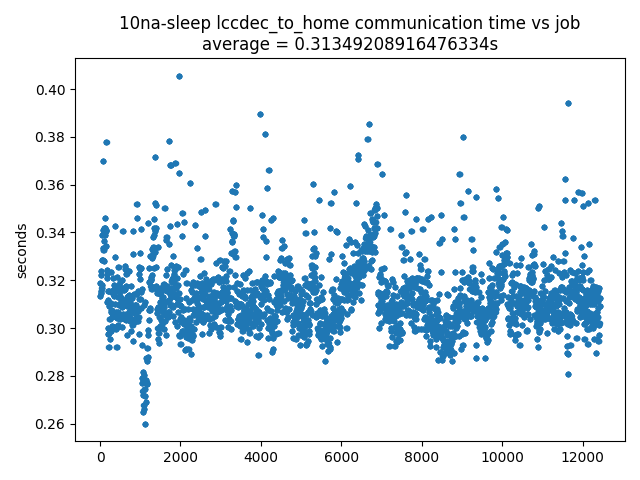 10na-sleep lccdec_to_home communication time vs job
average = 0.31349208916476334s
0.40
0.38
0.36
0.34
0.32
0.30
0.28
0.26
seconds
0 2000 4000 6000 8000 10000 12000